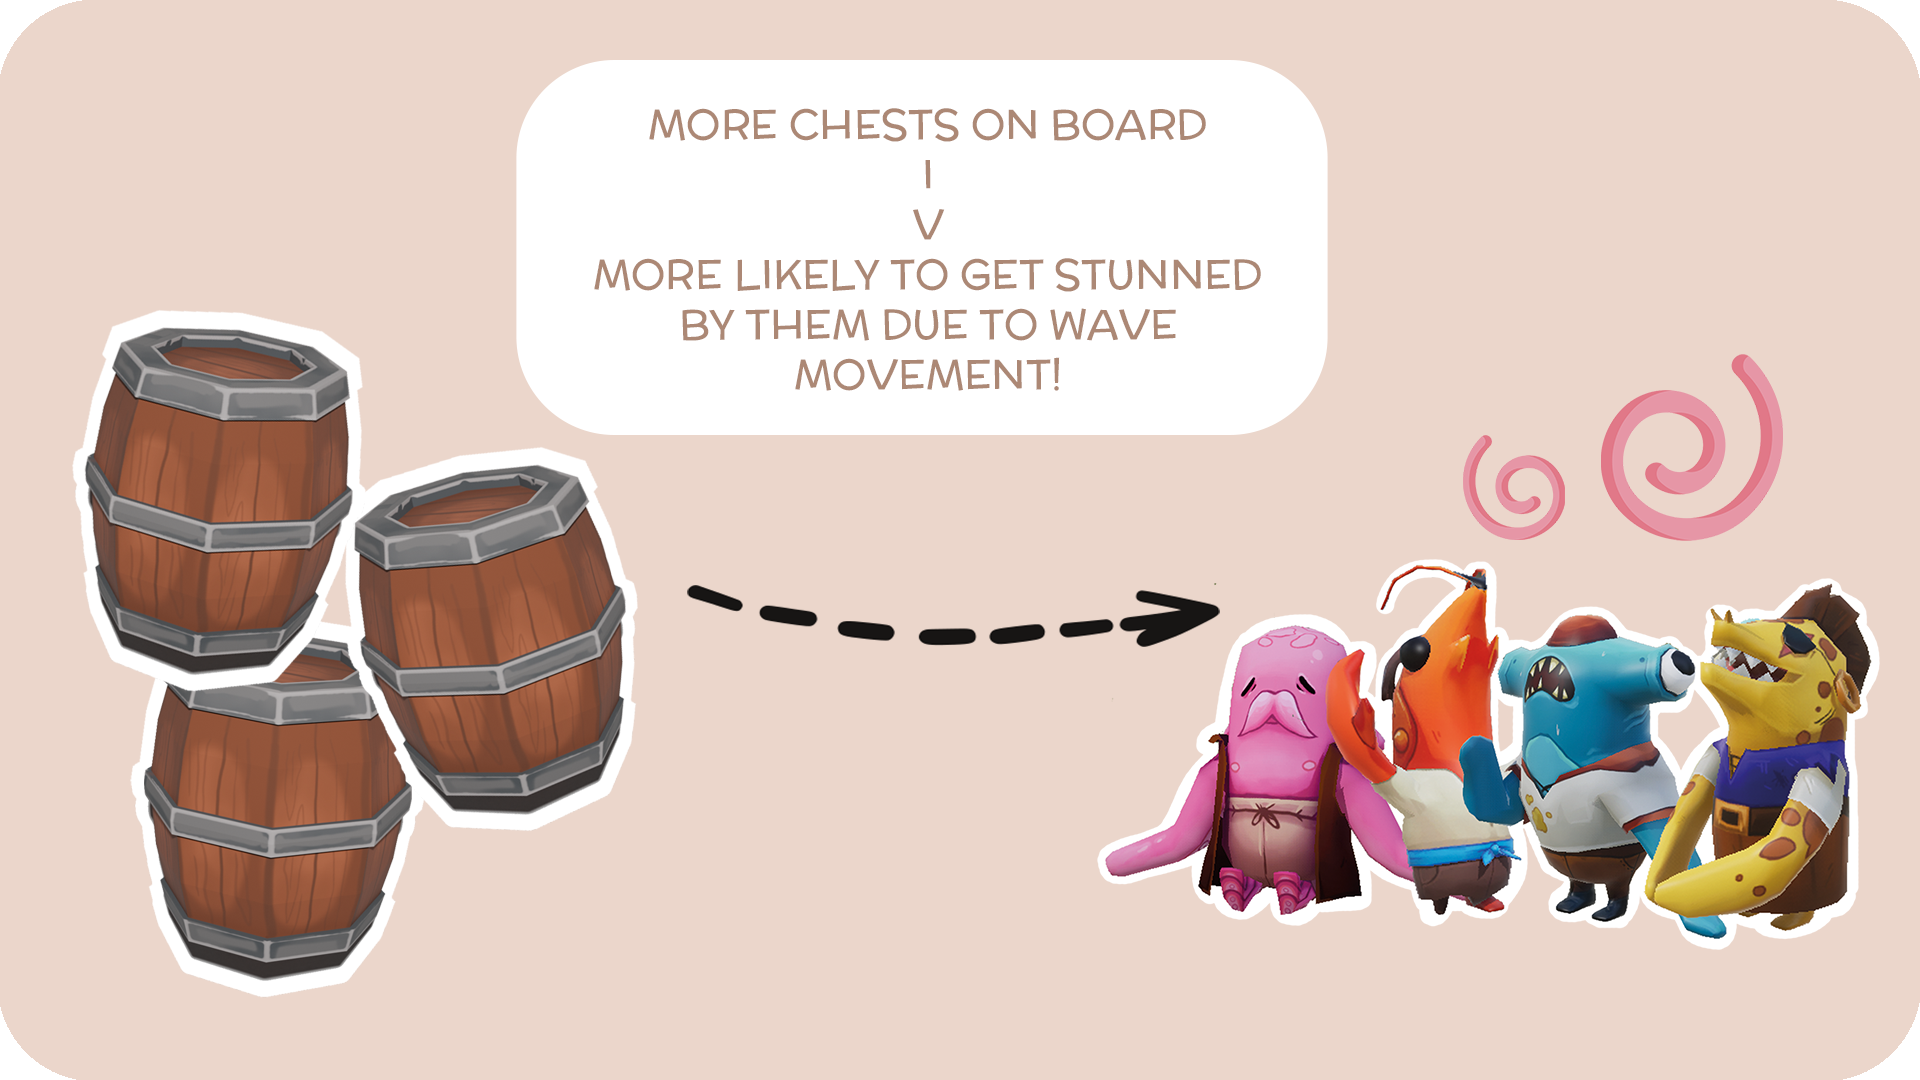 MORE CHESTS ON BOARD
I
V
MORE LIKELY TO GET STUNNED
BY THEM DUE TO WAVE
MOVEMENT!